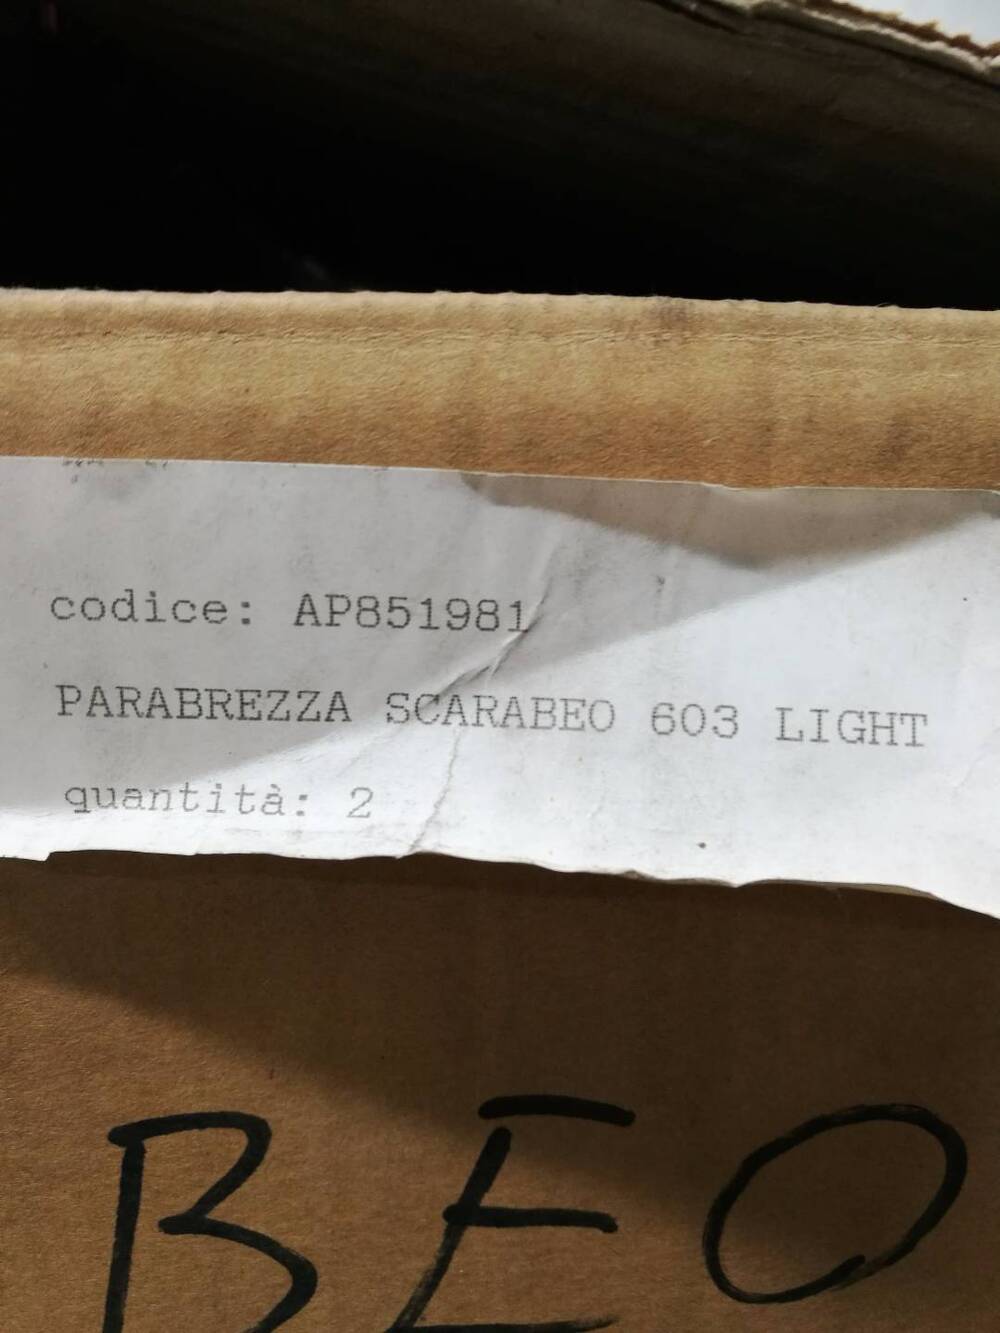 codice: AP851981
PARABREZZA SCARABEO 603 LIGHT
quantità: 2
BEO